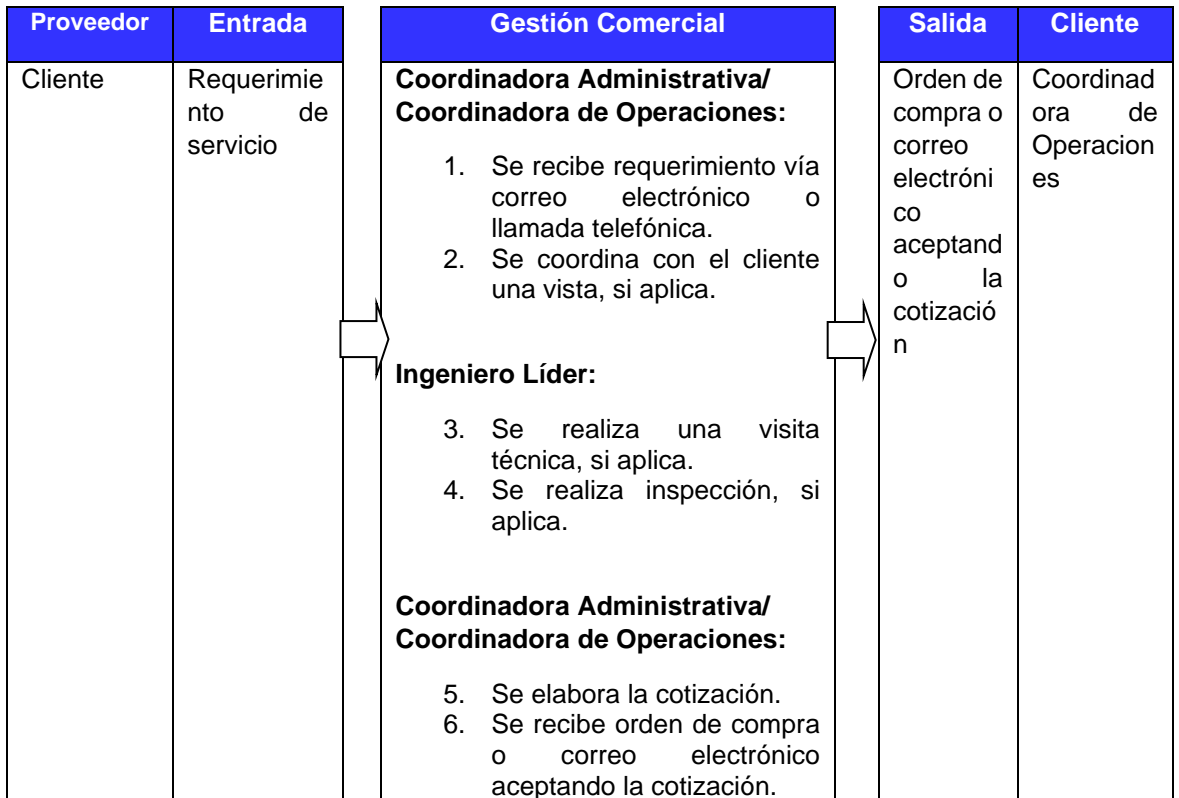 Proveedor
Entrada
Gestión Comercial
Salida
Cliente
Cliente
Requerimie
nto de
servicio
Coordinadora Administrativa/
Coordinadora de Operaciones:
1. Se recibe requerimiento vía
correo electrónico o
llamada telefónica.
2. Se coordina con el cliente
una vista, si aplica.
Ingeniero Líder:
3. Se realiza una visita
técnica, si aplica.
4. Se realiza inspección, si
aplica.
Coordinadora Administrativa/
Coordinadora de Operaciones:
5. Se elabora la cotización.
6. Se recibe orden de compra
o correo electrónico
aceptando la cotización.
Orden de
compra o
correo
electróni
co
aceptand
o la
cotizació
n
Coordinad
ora de
Operacion
es